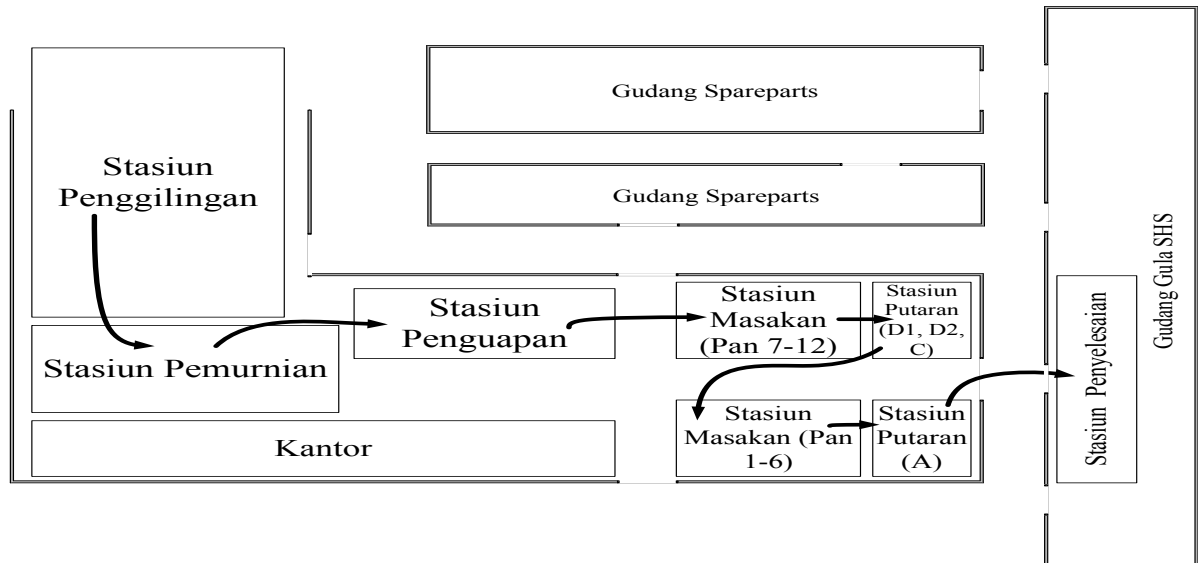 Gudang Spareparts
Stasiun
Penggilingan
Gudang Spareparts
Gudang Gula SHS
Stasiun
Penguapan
Stasiun
Masakan
(Pan 7-12)
Stasiun
Putaran
(D1, D2,
C)
Stasiun Pemurnian
Stasiun Penyelesaian
Kantor
Stasiun
Masakan (Pan
1-6)
Stasiun
Putaran
(A)